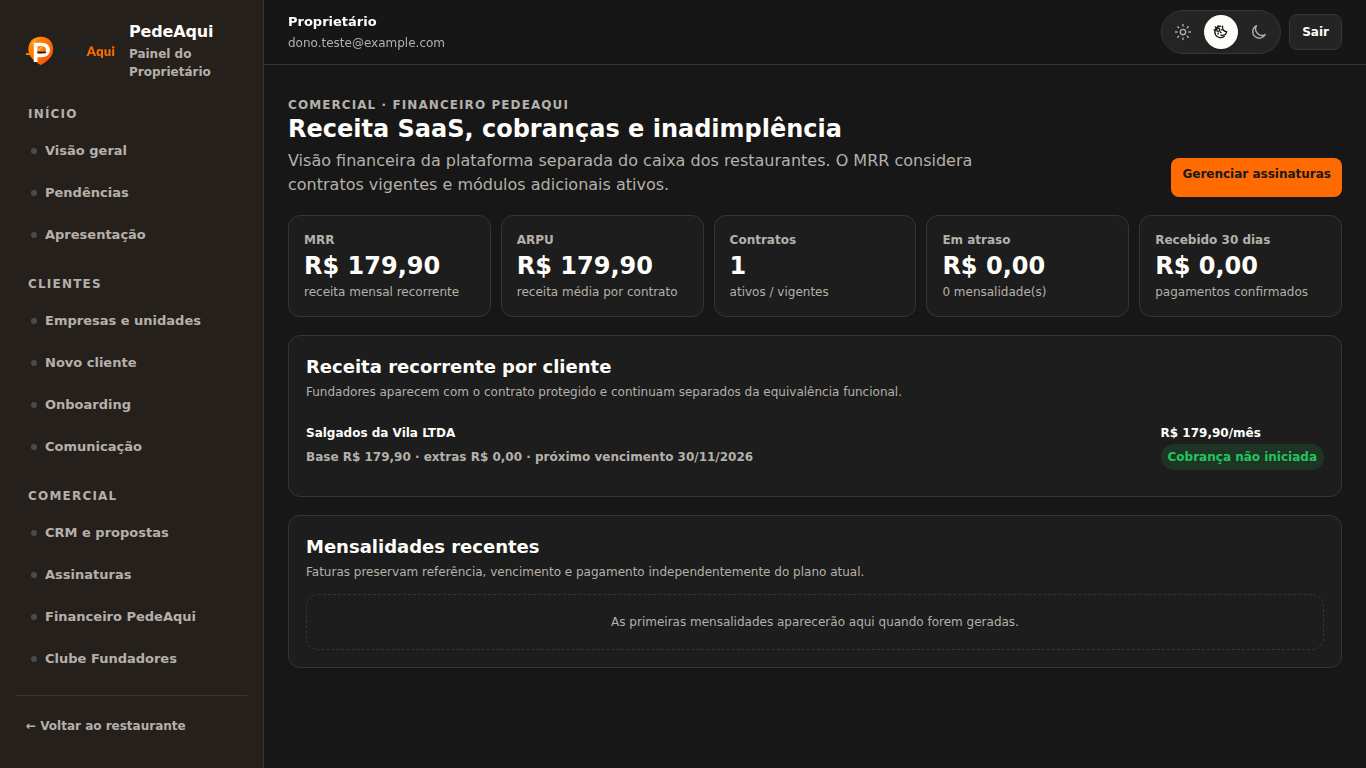 P
Aqui
PedeAqui
Painel do
Proprietário
INÍCIO
Visão geral
Pendências
Apresentação
CLIENTES
Empresas e unidades
Novo cliente
Onboarding
Comunicação
COMERCIAL
CRM e propostas
Assinaturas
Financeiro PedeAqui
Clube Fundadores
← Voltar ao restaurante
Proprietário
dono.teste@example.com
Sair
COMERCIAL · FINANCEIRO PEDEAQUI
Receita SaaS, cobranças e inadimplência
Visão financeira da plataforma separada do caixa dos restaurantes. O MRR considera
contratos vigentes e módulos adicionais ativos.
Gerenciar assinaturas
MRR
R$ 179,90
receita mensal recorrente
ARPU
R$ 179,90
receita média por contrato
Contratos
1
ativos / vigentes
Em atraso
R$ 0,00
0 mensalidade(s)
Recebido 30 dias
R$ 0,00
pagamentos confirmados
Receita recorrente por cliente
Fundadores aparecem com o contrato protegido e continuam separados da equivalência funcional.
Salgados da Vila LTDA
R$ 179,90/mês
Base R$ 179,90 · extras R$ 0,00 · próximo vencimento 30/11/2026
Cobrança não iniciada
Mensalidades recentes
Faturas preservam referência, vencimento e pagamento independentemente do plano atual.
As primeiras mensalidades aparecerão aqui quando forem geradas.